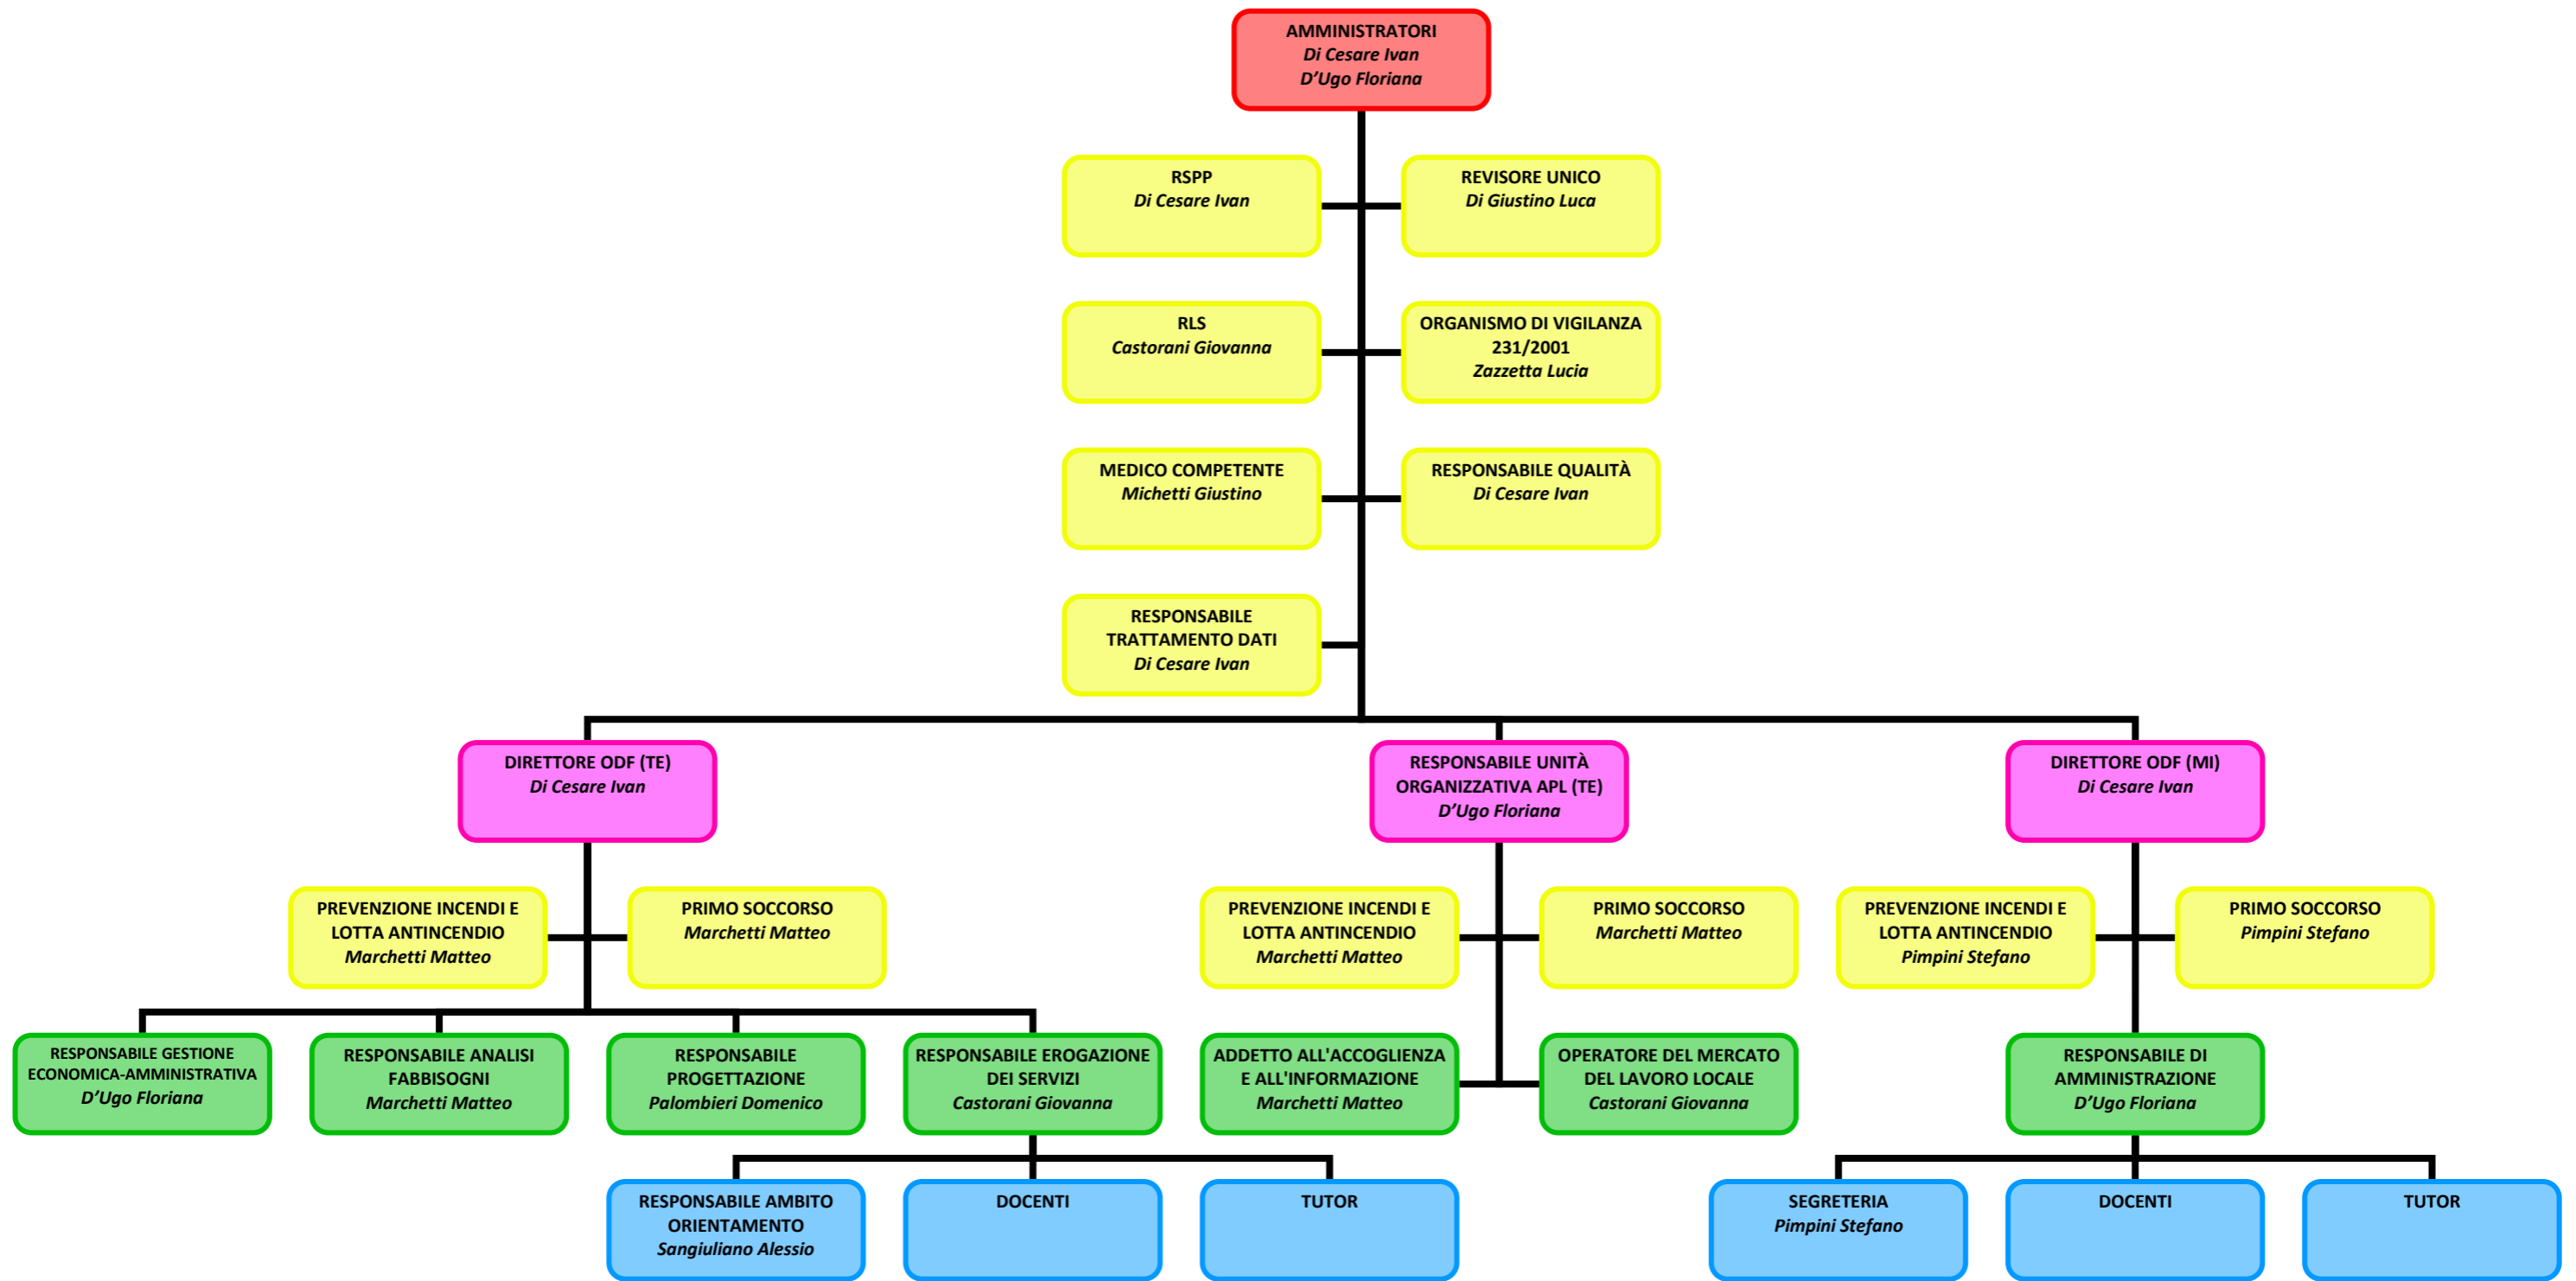 AMMINISTRATORI
Di Cesare Ivan
D'Ugo Floriana
RSPP
Di Cesare Ivan
REVISORE UNICO
Di Giustino Luca
RLS
Castorani Giovanna
ORGANISMO DI VIGILANZA
231/2001
Zazzetta Lucia
MEDICO COMPETENTE
Michetti Giustino
RESPONSABILE QUALITÀ
Di Cesare Ivan
RESPONSABILE
TRATTAMENTO DATI
Di Cesare Ivan
DIRETTORE ODF (TE)
Di Cesare Ivan
RESPONSABILE UNITÀ
ORGANIZZATIVA APL (TE)
D'Ugo Floriana
DIRETTORE ODF (MI)
Di Cesare Ivan
PREVENZIONE INCENDI E
LOTTA ANTINCENDIO
Marchetti Matteo
PRIMO SOCCORSO
Marchetti Matteo
PREVENZIONE INCENDI E
LOTTA ANTINCENDIO
Marchetti Matteo
PRIMO SOCCORSO
Marchetti Matteo
PREVENZIONE INCENDI E
LOTTA ANTINCENDIO
Pimpini Stefano
PRIMO SOCCORSO
Pimpini Stefano
RESPONSABILE GESTIONE
ECONOMICA-AMMINISTRATIVA
D'Ugo Floriana
RESPONSABILE ANALISI
FABBISOGNI
Marchetti Matteo
RESPONSABILE
PROGETTAZIONE
Palombieri Domenico
RESPONSABILE EROGAZIONE
DEI SERVIZI
Castorani Giovanna
ADDETTO ALL'ACCOGLIENZA
E ALL'INFORMAZIONE
Marchetti Matteo
OPERATORE DEL MERCATO
DEL LAVORO LOCALE
Castorani Giovanna
RESPONSABILE DI
AMMINISTRAZIONE
D'Ugo Floriana
RESPONSABILE AMBITO
ORIENTAMENTO
Sangiuliano Alessio
DOCENTI
TUTOR
SEGRETERIA
Pimpini Stefano
DOCENTI
TUTOR